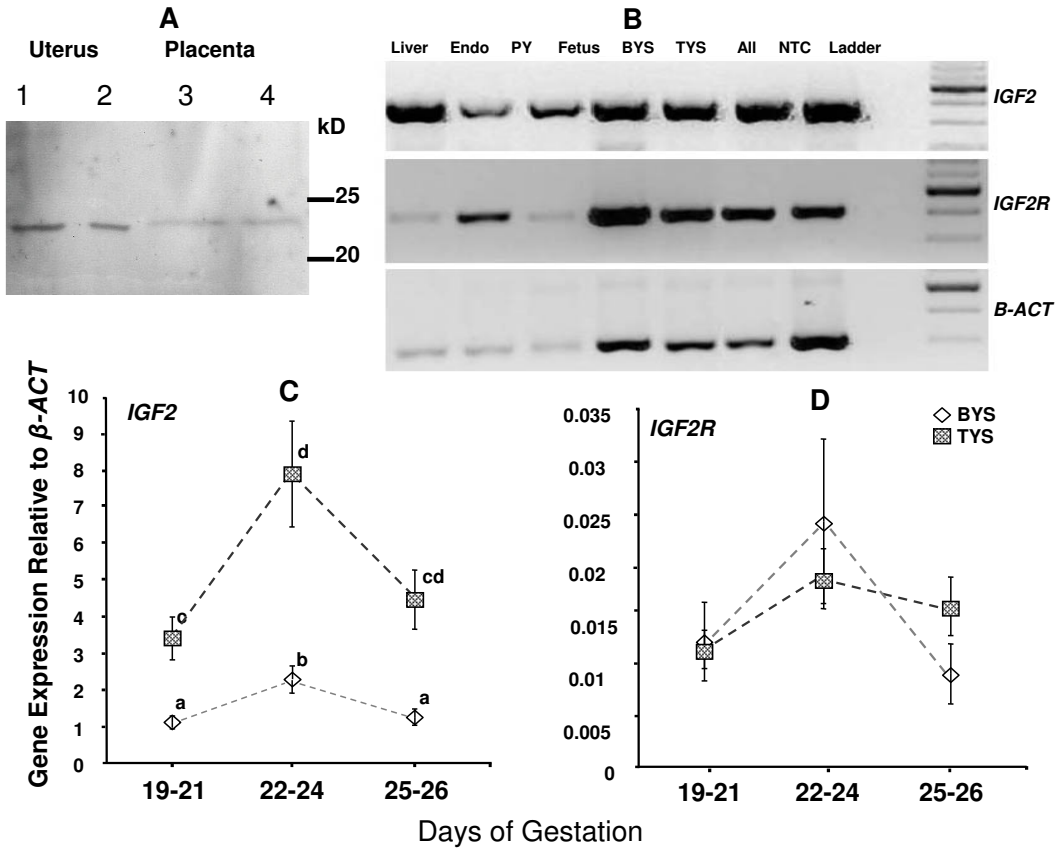 A
Uterus Placenta
1 2 3 4
kD
25
20
B
Liver Endo PY Fetus BYS TYS All NTC Ladder
IGF2
IGF2R
B-ACT
C
IGF2
Gene Expression Relative to β-ACT
10
9
8
7
6
5
4
3
2
1
0
c
d
cd
a
b
a
19-21 22-24 25-26
D
IGF2R
BYS
TYS
0.035
0.03
0.025
0.02
0.015
0.01
0.005
0
19-21 22-24 25-26
Days of Gestation